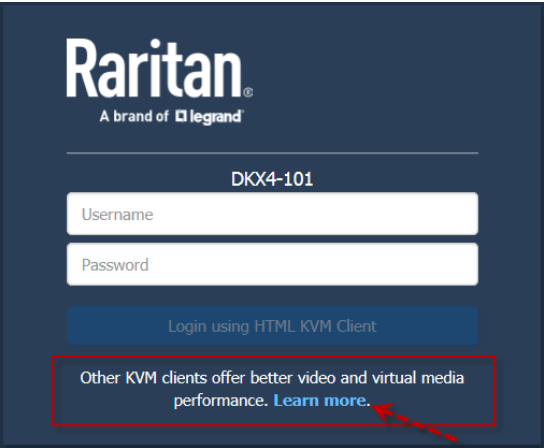 Raritan®
A brand of legrand®
DKX4-101
Username
Password
Login using HTML KVM Client
Other KVM clients offer better video and virtual media
performance. Learn more.